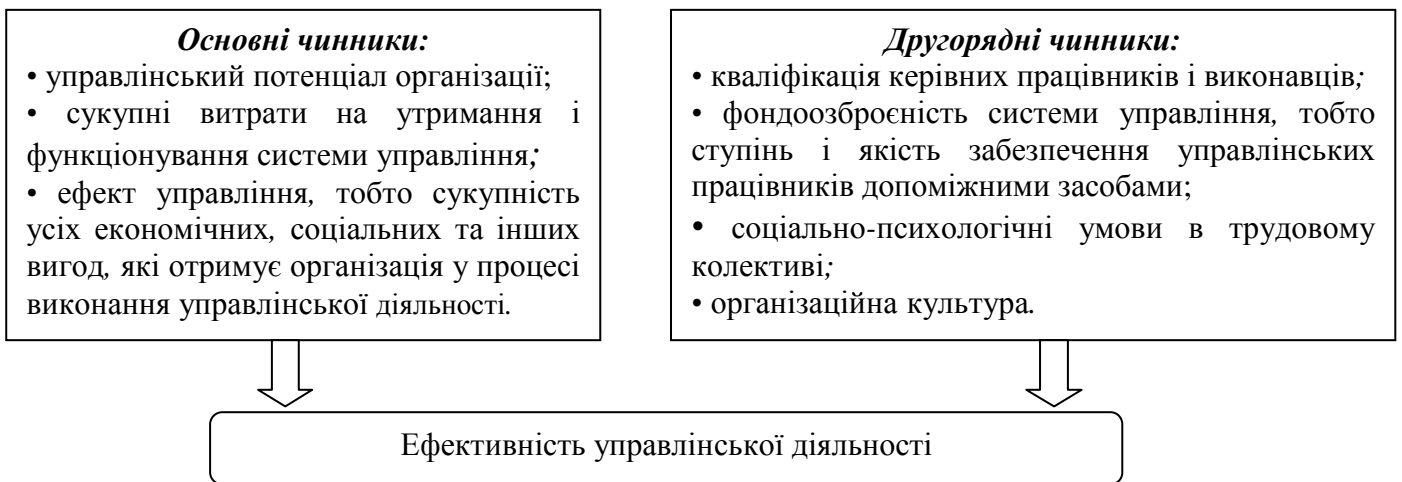 Основні чинники:
• управлінський потенціал організації;
• сукупні витрати на утримання і
функціонування системи управління;
• ефект управління, тобто сукупність
усіх економічних, соціальних та інших
вигод, які отримує організація у процесі
виконання управлінської діяльності.
Другорядні чинники:
• кваліфікація керівних працівників і виконавців;
• фондоозброєність системи управління, тобто
ступінь і якість забезпечення управлінських
працівників допоміжними засобами;
• соціально-психологічні умови в трудовому
колективі;
• організаційна культура.
Ефективність управлінської діяльності